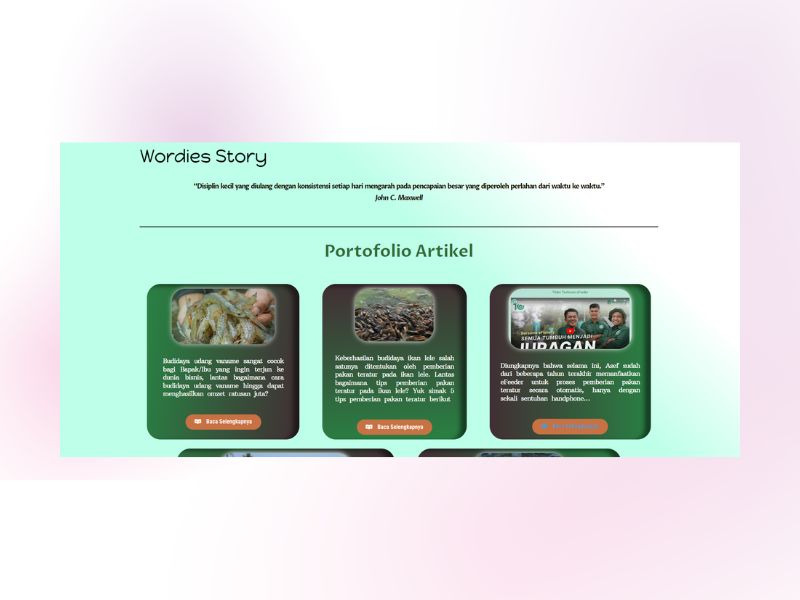 Wordies Story
"Disiplin kecil yang diulang dengan konsistensi setiap hari mengarah pada pencapaian besar yang diperoleh perlahan dari waktu ke waktu."
John C. Maxwell
Portofolio Artikel
Budidaya udang vaname sangat cocok
bagi Bapak/Ibu yang ingin terjun ke
dunia bisnis, lantas bagaimana cara
budidaya udang vaname hingga dapat
menghasilkan omzet ratusan juta?
Baca Selengkapnya
Keberhasilan budidaya ikan lele salah
satunya ditentukan oleh pemberian
pakan teratur pada ikan lele. Lantas
bagaimana tips pemberian pakan
teratur pada ikan lele? Yuk simak 5
tips pemberian pakan teratur berikut
Baca Selengkapnya
Bersama eFishery
SEMUA TUMBUH MENJADI
JURAGAN
Diungkapnya bahwa selama ini, Asef sudah
dari beberapa tahun terakhir memanfaatkan
eFeeder untuk proses pemberian pakan
teratur secara otomatis, hanya dengan
sekali sentuhan handphone...
Baca Selengkapnya